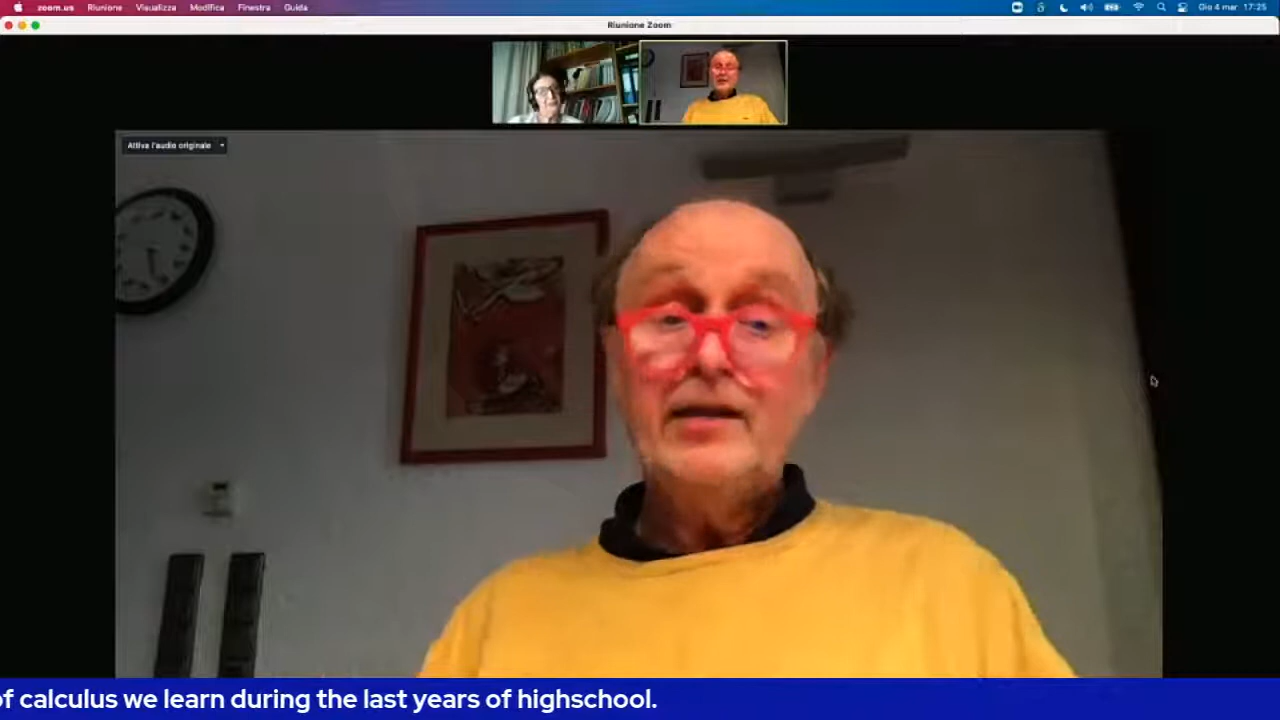 zoom.us Riunione Visualizza Modifica Finestra Guida Gio 4 mar 17:25
Riunione Zoom
Attiva l'audio originale
of calculus we learn during the last years of highschool.